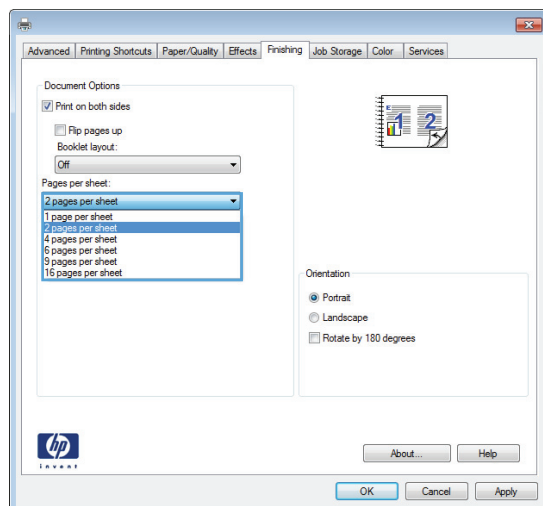 Advanced Printing Shortcuts Paper/Quality Effects Finishing Job Storage Color Services
Document Options
Print on both sides
Flip pages up
Booklet layout:
Off
Pages per sheet:
2 pages per sheet
1 page per sheet
2 pages per sheet
4 pages per sheet
6 pages per sheet
9 pages per sheet
16 pages per sheet
1 2
Orientation
Portrait
Landscape
Rotate by 180 degrees
hp
invent
About... Help
OK Cancel Apply